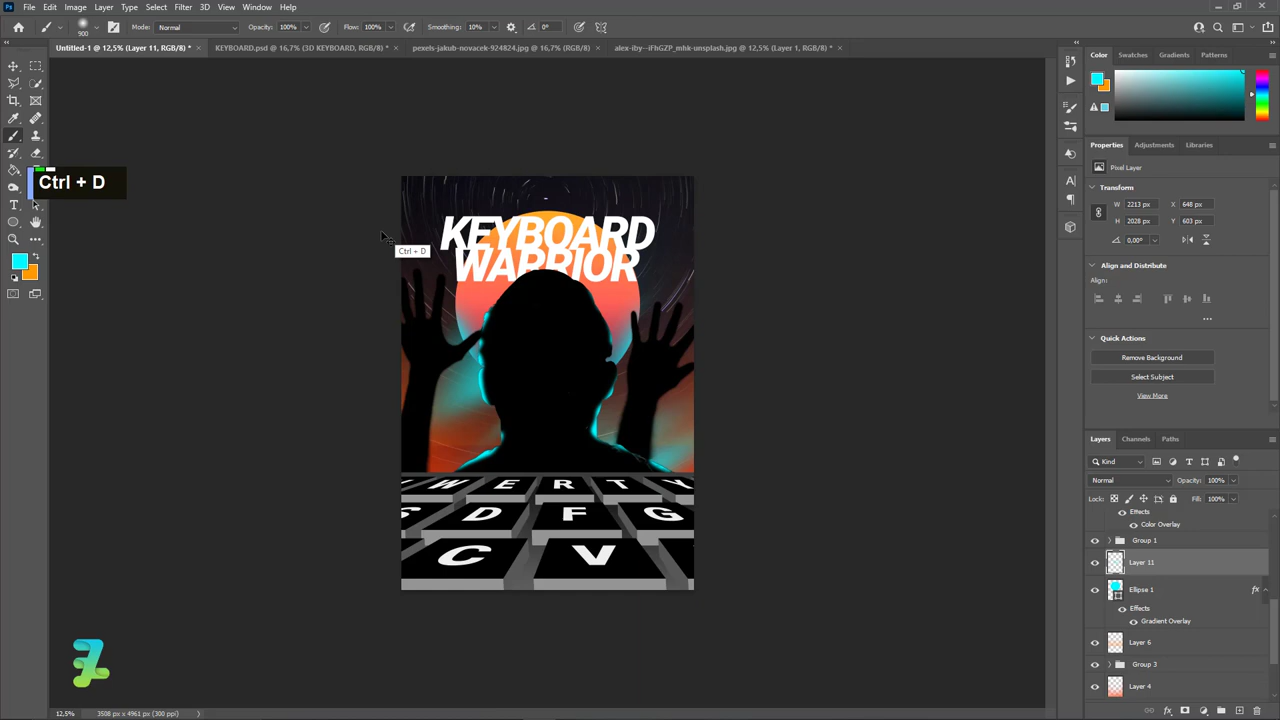 Ps File Edit Image Layer Type Select Filter 3D View Window Help
900 Mode: Normal Opacity: 100% Flow: 100% Smoothing: 10% 0°
Untitled-1 @ 12,5% (Layer 11, RGB/8) * × KEYBOARD.psd @ 16,7% (3D KEYBOARD, RGB/8) * × pexels-jakub-novacek-924824.jpg @ 16,7% (RGB/8) × alex-iby--IFhGZP_mhk-unsplash.jpg @ 12,5% (Layer 1, RGB/8) * ×
Ctrl + D
T
Ctrl + D
KEYBOARD
WARRIOR
W E R T Y
S D F G
C V
12,5% 3508 px x 4961 px (300 ppi)
Color Swatches Gradients Patterns
Properties Adjustments Libraries
Pixel Layer
Transform
W 2213 px X 648 px
H 2028 px Y 603 px
0,00°
Align and Distribute
Align:
Quick Actions
Remove Background
Select Subject
View More
Layers Channels Paths
Kind
Normal Opacity: 100%
Lock: Fill: 100%
Effects
Color Overlay
Group 1
Layer 11
Ellipse 1 fx
Effects
Gradient Overlay
Layer 6
Group 3
Layer 4
fx